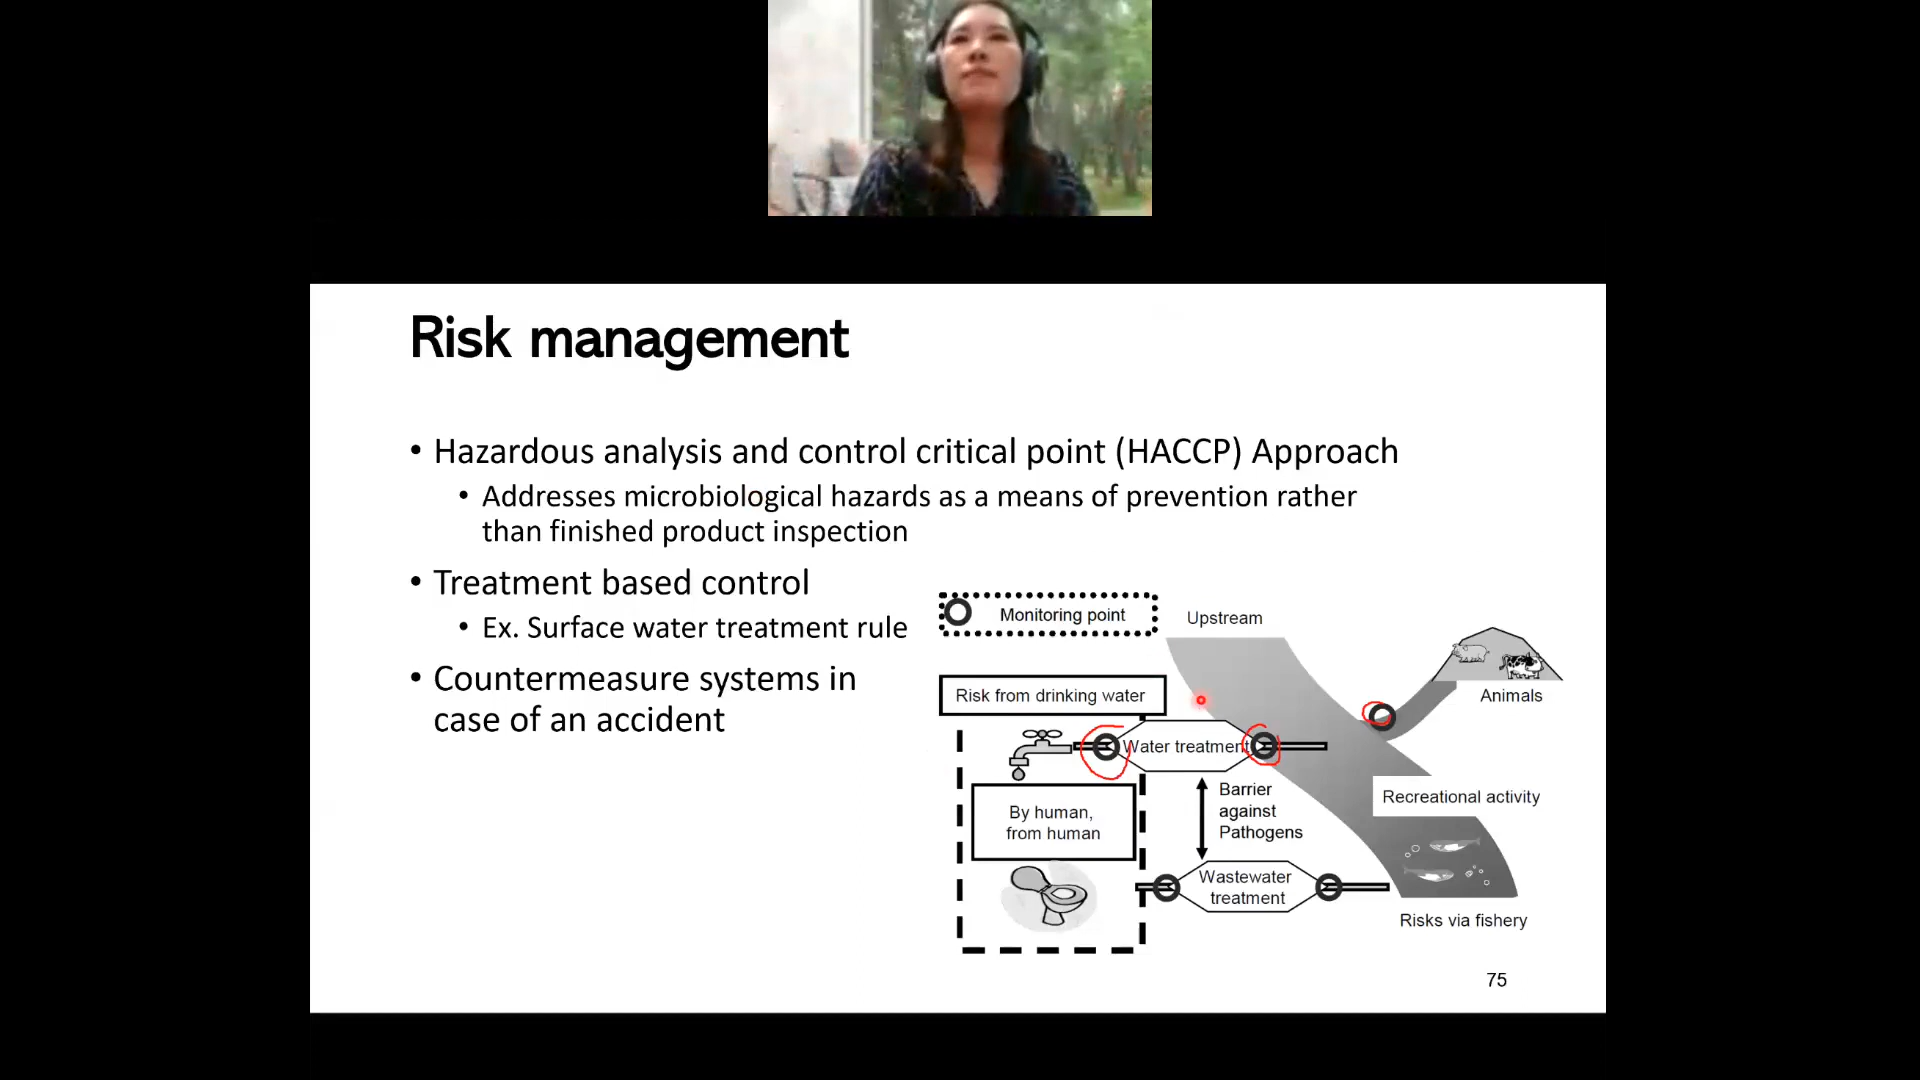 Risk management
• Hazardous analysis and control critical point (HACCP) Approach
• Addresses microbiological hazards as a means of prevention rather
than finished product inspection
• Treatment based control
• Ex. Surface water treatment rule
• Countermeasure systems in
case of an accident
Monitoring point
Upstream
Risk from drinking water
Animals
Water treatment
Recreational activity
Barrier
against
Pathogens
By human,
from human
Wastewater
treatment
Risks via fishery
75